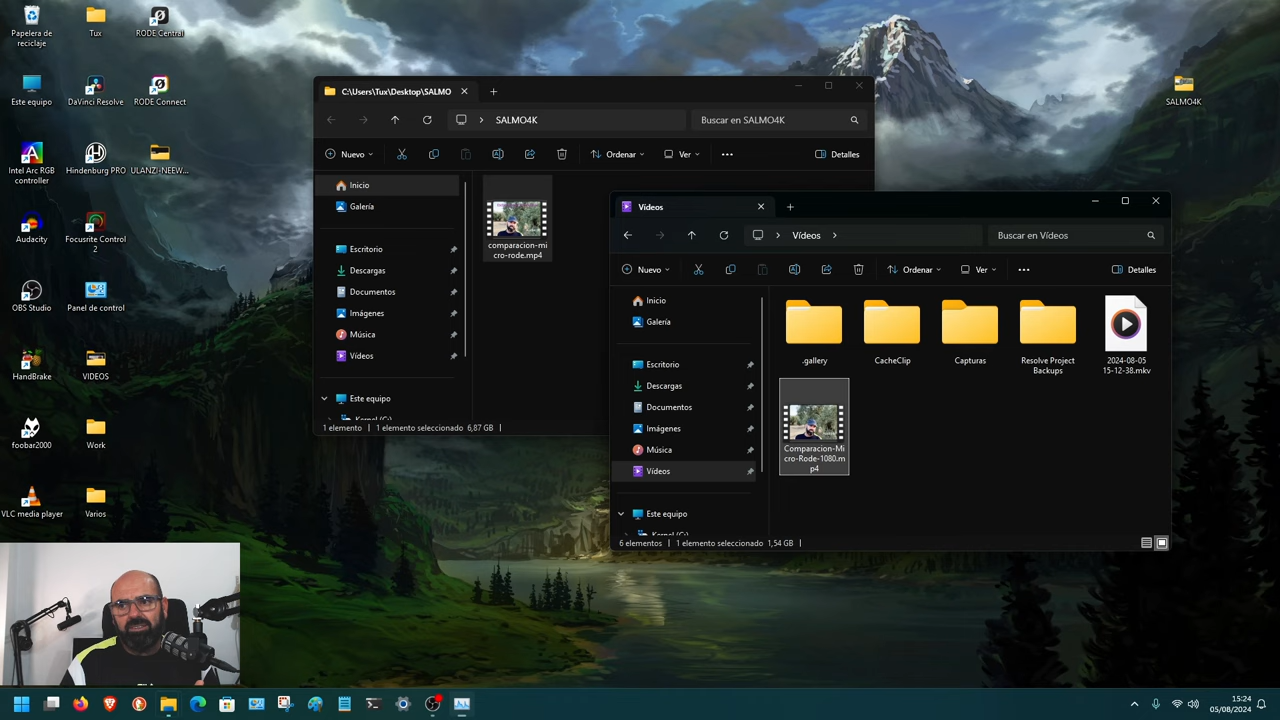 Papelera de
reciclaje
Tux
RODE Central
Este equipo
DaVinci Resolve
RODE Connect
Intel Arc RGB
controller
Hindenburg PRO
ULANZI-NEEW...
Audacity
Focusrite Control
2
OBS Studio
Panel de control
HandBrake
VIDEOS
foobar2000
Work
VLC media player
Varios
SALMO4K
C:\Users\Tux\Desktop\SALMO
SALMO4K
Buscar en SALMO4K
Nuevo
Ordenar
Ver
Detalles
Inicio
Galería
Escritorio
Descargas
Documentos
Imágenes
Música
Vídeos
Este equipo
Kernel (C:)
comparacion-mi
cro-rode.mp4
1 elemento
1 elemento seleccionado 6,87 GB
Vídeos
Vídeos
Buscar en Vídeos
Nuevo
Ordenar
Ver
Detalles
Inicio
Galería
Escritorio
Descargas
Documentos
Imágenes
Música
Vídeos
Este equipo
Kernel (C:)
.gallery
CacheClip
Capturas
Resolve Project
Backups
2024-08-05
15-12-38.mkv
Comparacion-Mi
cro-Rode-1080.m
p4
6 elementos
1 elemento seleccionado 1,54 GB
15:24
05/08/2024